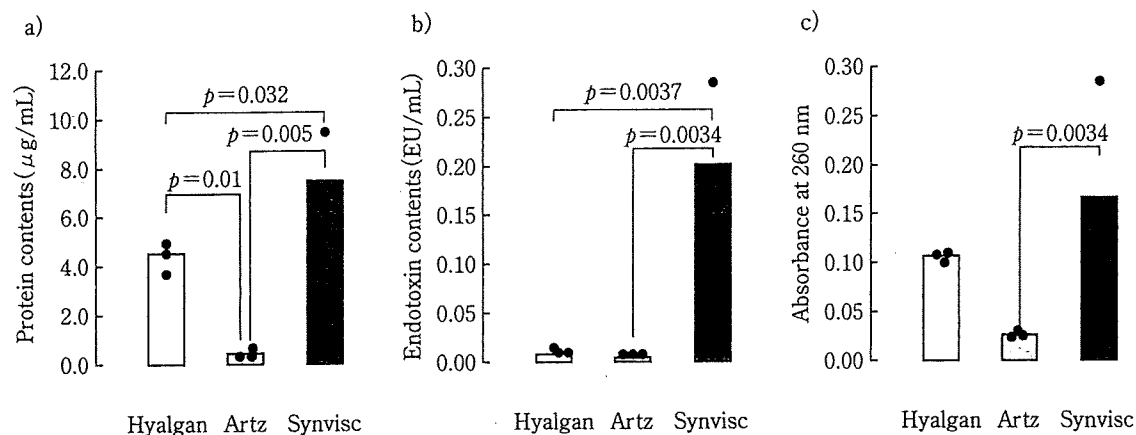 a)
Protein contents (μg/mL)
12.0
10.0
8.0
6.0
4.0
2.0
0.0
p=0.032
p=0.005
p=0.01
Hyalgan Artz Synvisc
b)
Endotoxin contents (EU/mL)
0.30
0.25
0.20
0.15
0.10
0.05
0.00
p=0.0037
p=0.0034
Hyalgan Artz Synvisc
c)
Absorbance at 260 nm
0.30
0.25
0.20
0.15
0.10
0.05
0.00
p=0.0034
Hyalgan Artz Synvisc